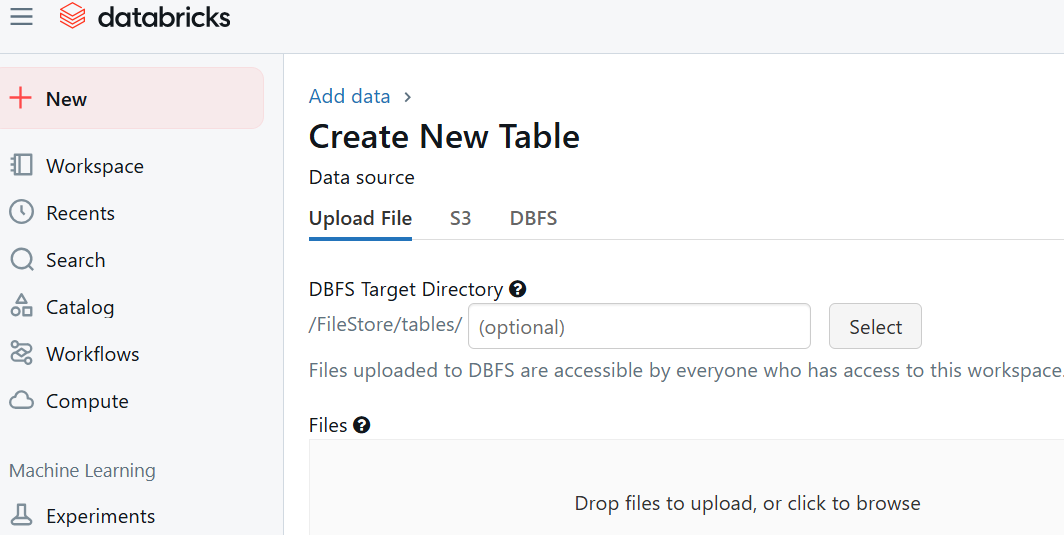 databricks
New
Workspace
Recents
Search
Catalog
Workflows
Compute
Machine Learning
Experiments
Add data ›
Create New Table
Data source
Upload File S3 DBFS
DBFS Target Directory ?
/FileStore/tables/ (optional) Select
Files uploaded to DBFS are accessible by everyone who has access to this workspace.
Files ?
Drop files to upload, or click to browse